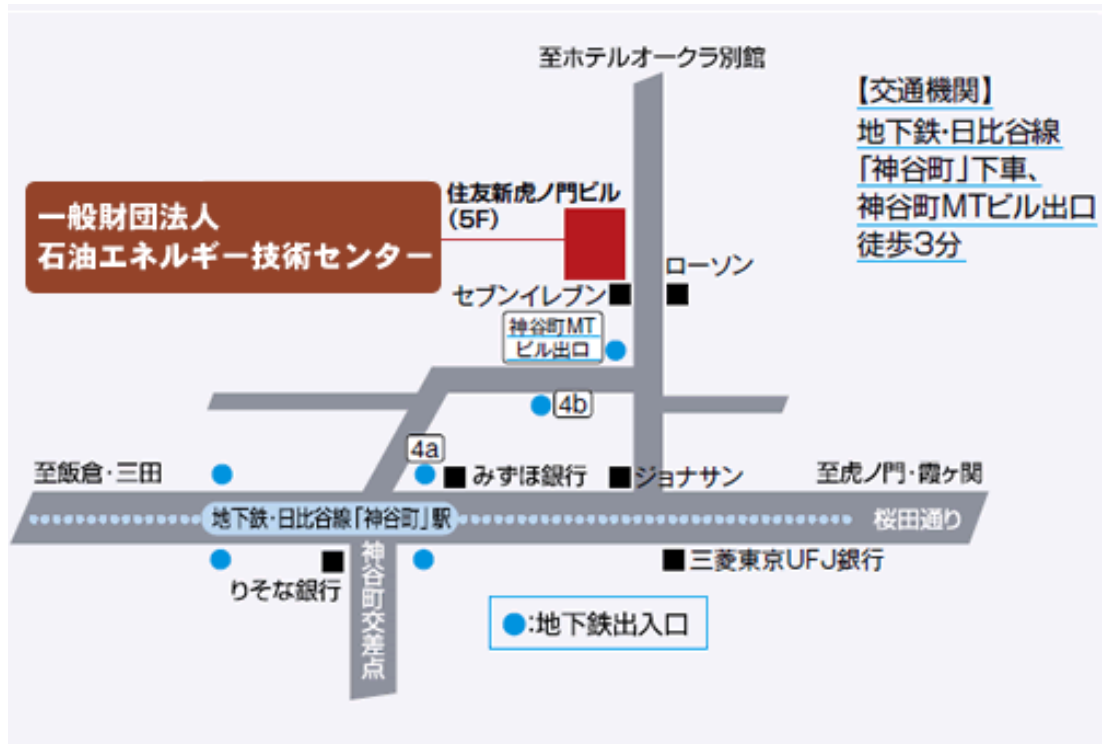 至ホテルオークラ別館
【交通機関】
地下鉄・日比谷線
「神谷町」下車、
神谷町MTビル出口
徒歩3分
一般財団法人
石油エネルギー技術センター
住友新虎ノ門ビル
(5F)
ローソン
セブンイレブン
神谷町MT
ビル出口
4b
4a
至飯倉・三田
みずほ銀行
ジョナサン
至虎ノ門・霞ヶ関
地下鉄・日比谷線「神谷町」駅
桜田通り
りそな銀行
神谷町交差点
三菱東京UFJ銀行
:地下鉄出入口